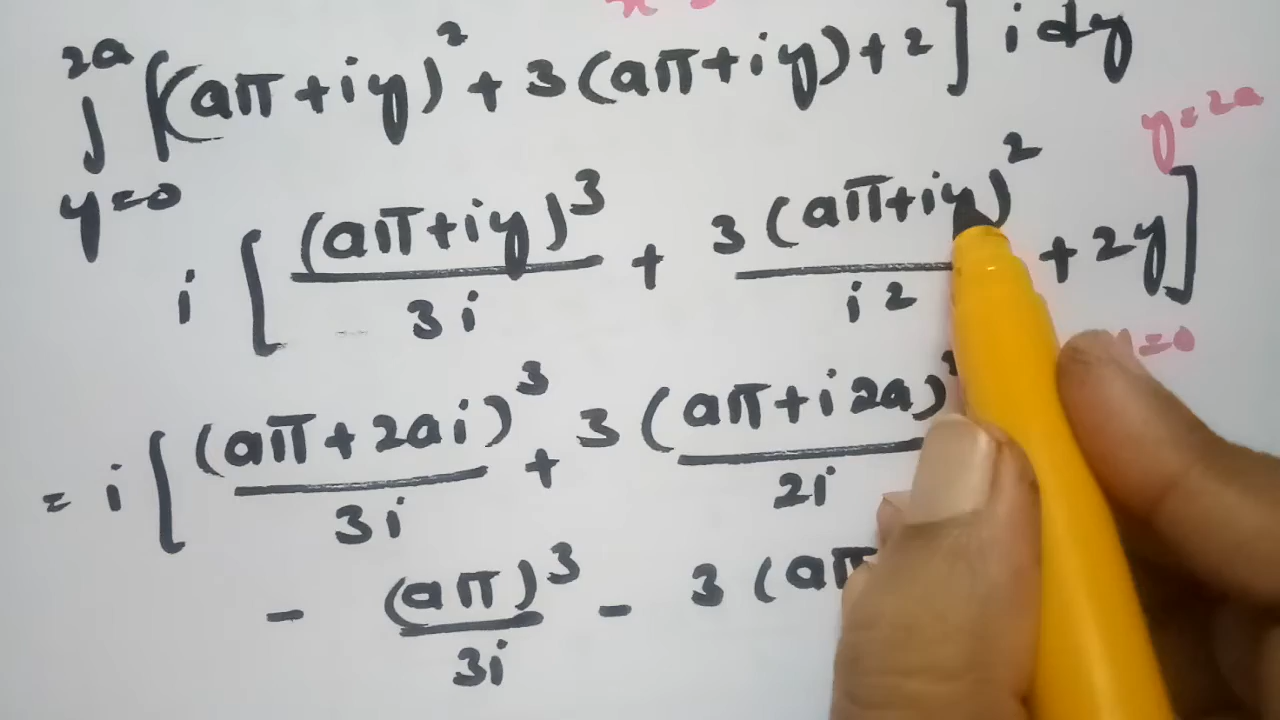 2a
∫ [(aπ+iy)² + 3(aπ+iy)+2] i dy
y=0
y=2a
i [ (aπ+iy)³/3i + 3(aπ+iy)²/i2 + 2y ]
=0
= i [ (aπ+2ai)³/3i + 3(aπ+i2a)/2i
- (aπ)³/3i - 3(aπ